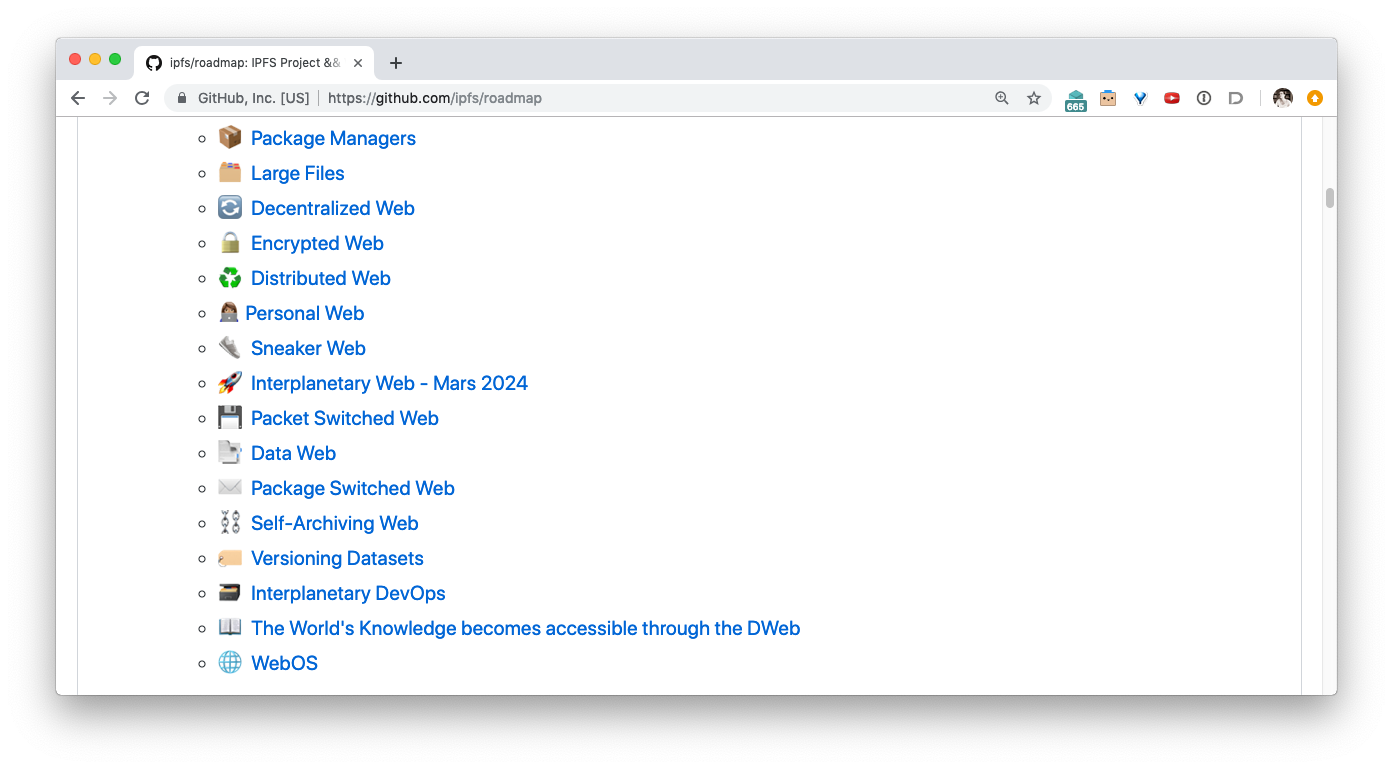 ipfs/roadmap: IPFS Project &&
GitHub, Inc. [US] https://github.com/ipfs/roadmap
665
Package Managers
Large Files
Decentralized Web
Encrypted Web
Distributed Web
Personal Web
Sneaker Web
Interplanetary Web - Mars 2024
Packet Switched Web
Data Web
Package Switched Web
Self-Archiving Web
Versioning Datasets
Interplanetary DevOps
The World's Knowledge becomes accessible through the DWeb
WebOS